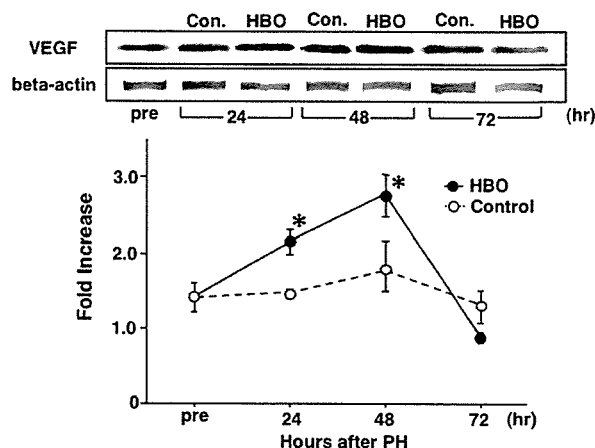 Con. HBO Con. HBO Con. HBO
VEGF
beta-actin
pre 24 48 72 (hr)
3.0
2.0
1.0
0
Fold Increase
* *
HBO
Control
pre 24 48 72 (hr)
Hours after PH